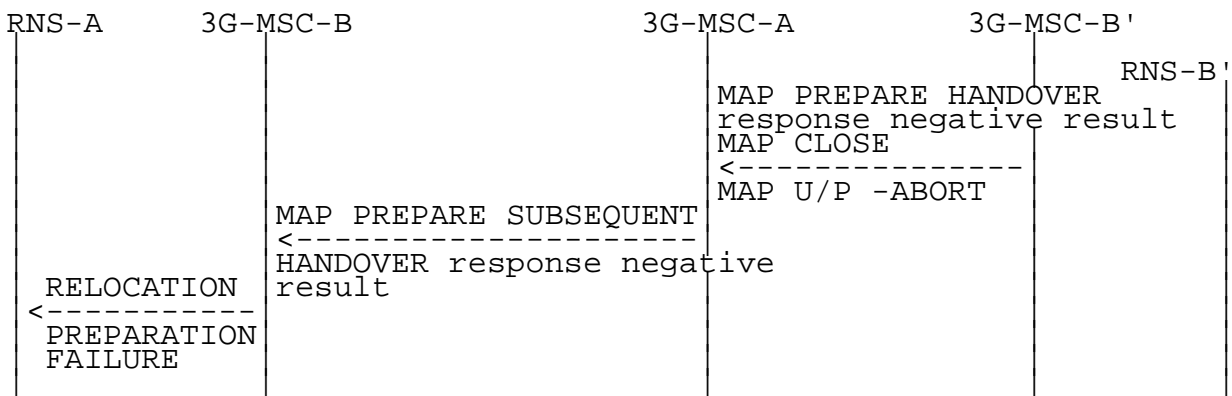 RNS-A 3G-MSC-B 3G-MSC-A 3G-MSC-B'
RNS-B'
MAP PREPARE HANDOVER
response negative result
MAP CLOSE
<---------------
MAP U/P -ABORT
MAP PREPARE SUBSEQUENT
<---------------------
HANDOVER response negative
result
RELOCATION
<-----------
PREPARATION
FAILURE